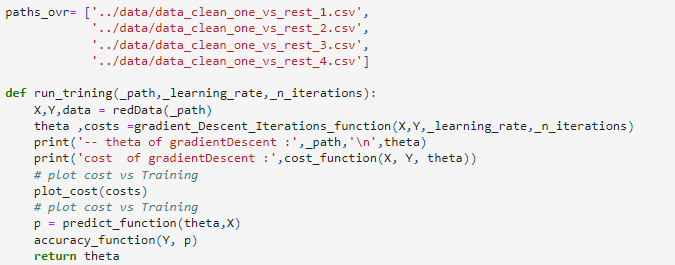 paths_ovr= ['../data/data_clean_one_vs_rest_1.csv',
'../data/data_clean_one_vs_rest_2.csv',
'../data/data_clean_one_vs_rest_3.csv',
'../data/data_clean_one_vs_rest_4.csv']
def run_trining(_path,_learning_rate,_n_iterations):
X,Y,data = redData(_path)
theta ,costs =gradient_Descent_Iterations_function(X,Y,_learning_rate,_n_iterations)
print('-- theta of gradientDescent :',_path,'\n',theta)
print('cost  of gradientDescent :',cost_function(X, Y, theta))
# plot cost vs Training
plot_cost(costs)
# plot cost vs Training
p = predict_function(theta,X)
accuracy_function(Y, p)
return theta